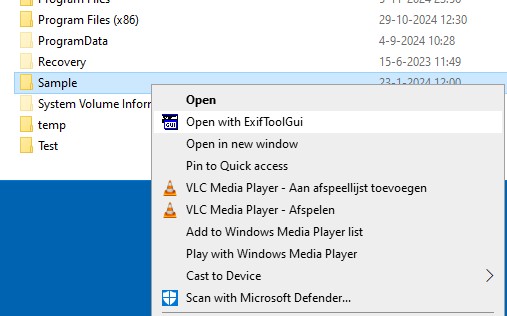 Program Files
Program Files (x86) 29-10-2024 12:30
ProgramData 4-9-2024 10:28
Recovery 15-6-2023 11:49
Sample 23-1-2024 12:00
System Volume Inforr
temp
Test
Open
GUI Open with ExifToolGui
Open in new window
Pin to Quick access
VLC Media Player - Aan afspeellijst toevoegen
VLC Media Player - Afspelen
Add to Windows Media Player list
Play with Windows Media Player
Cast to Device
Scan with Microsoft Defender...